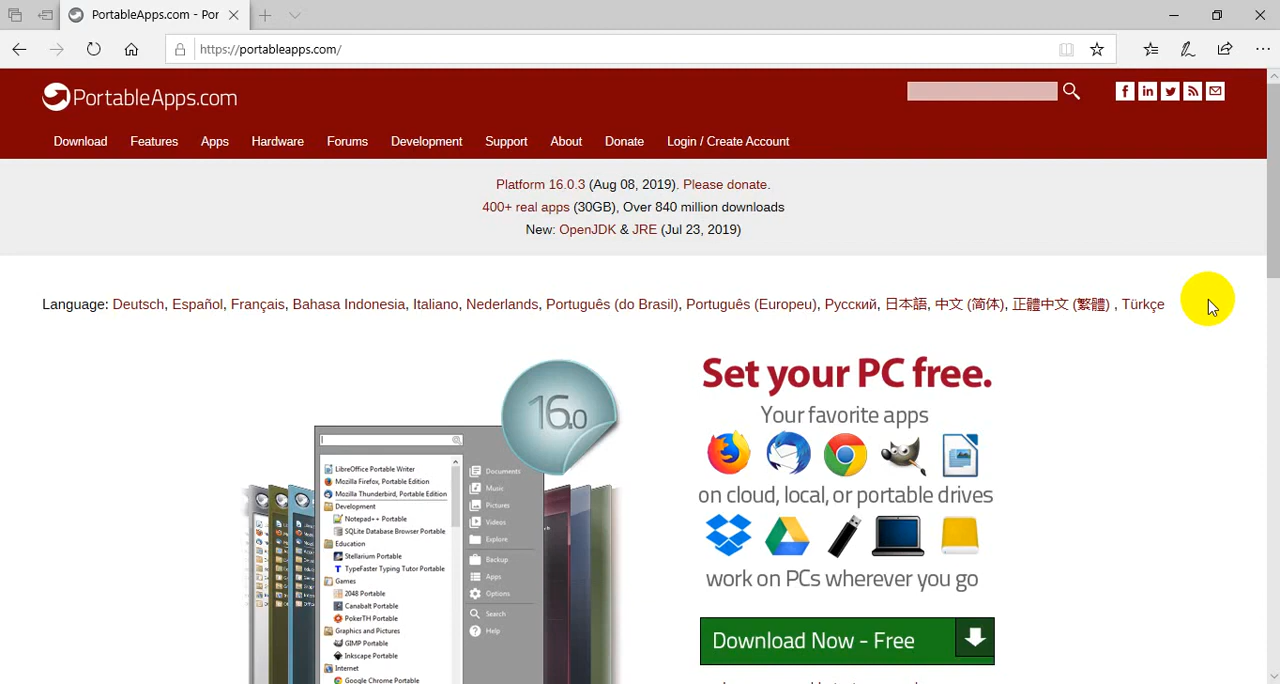 PortableApps.com - Por
https://portableapps.com/
PortableApps.com
Download Features Apps Hardware Forums Development Support About Donate Login / Create Account
Platform 16.0.3 (Aug 08, 2019). Please donate.
400+ real apps (30GB), Over 840 million downloads
New: OpenJDK & JRE (Jul 23, 2019)
Language: Deutsch, Español, Français, Bahasa Indonesia, Italiano, Nederlands, Português (do Brasil), Português (Europeu), Русский, 日本語, 中文 (简体), 正體中文 (繁體) , Türkçe
16.0
LibreOffice Portable Writer
Mozilla Firefox, Portable Edition
Mozilla Thunderbird, Portable Edition
Development
Notepad++ Portable
SQLite Database Browser Portable
Education
Stellarium Portable
TypeFaster Typing Tutor Portable
Games
2048 Portable
Canabalt Portable
PokerTH Portable
Graphics and Pictures
GIMP Portable
Inkscape Portable
Internet
Google Chrome Portable
Documents
Music
Pictures
Videos
Explore
Backup
Apps
Options
Search
Help
Set your PC free.
Your favorite apps
on cloud, local, or portable drives
work on PCs wherever you go
Download Now - Free